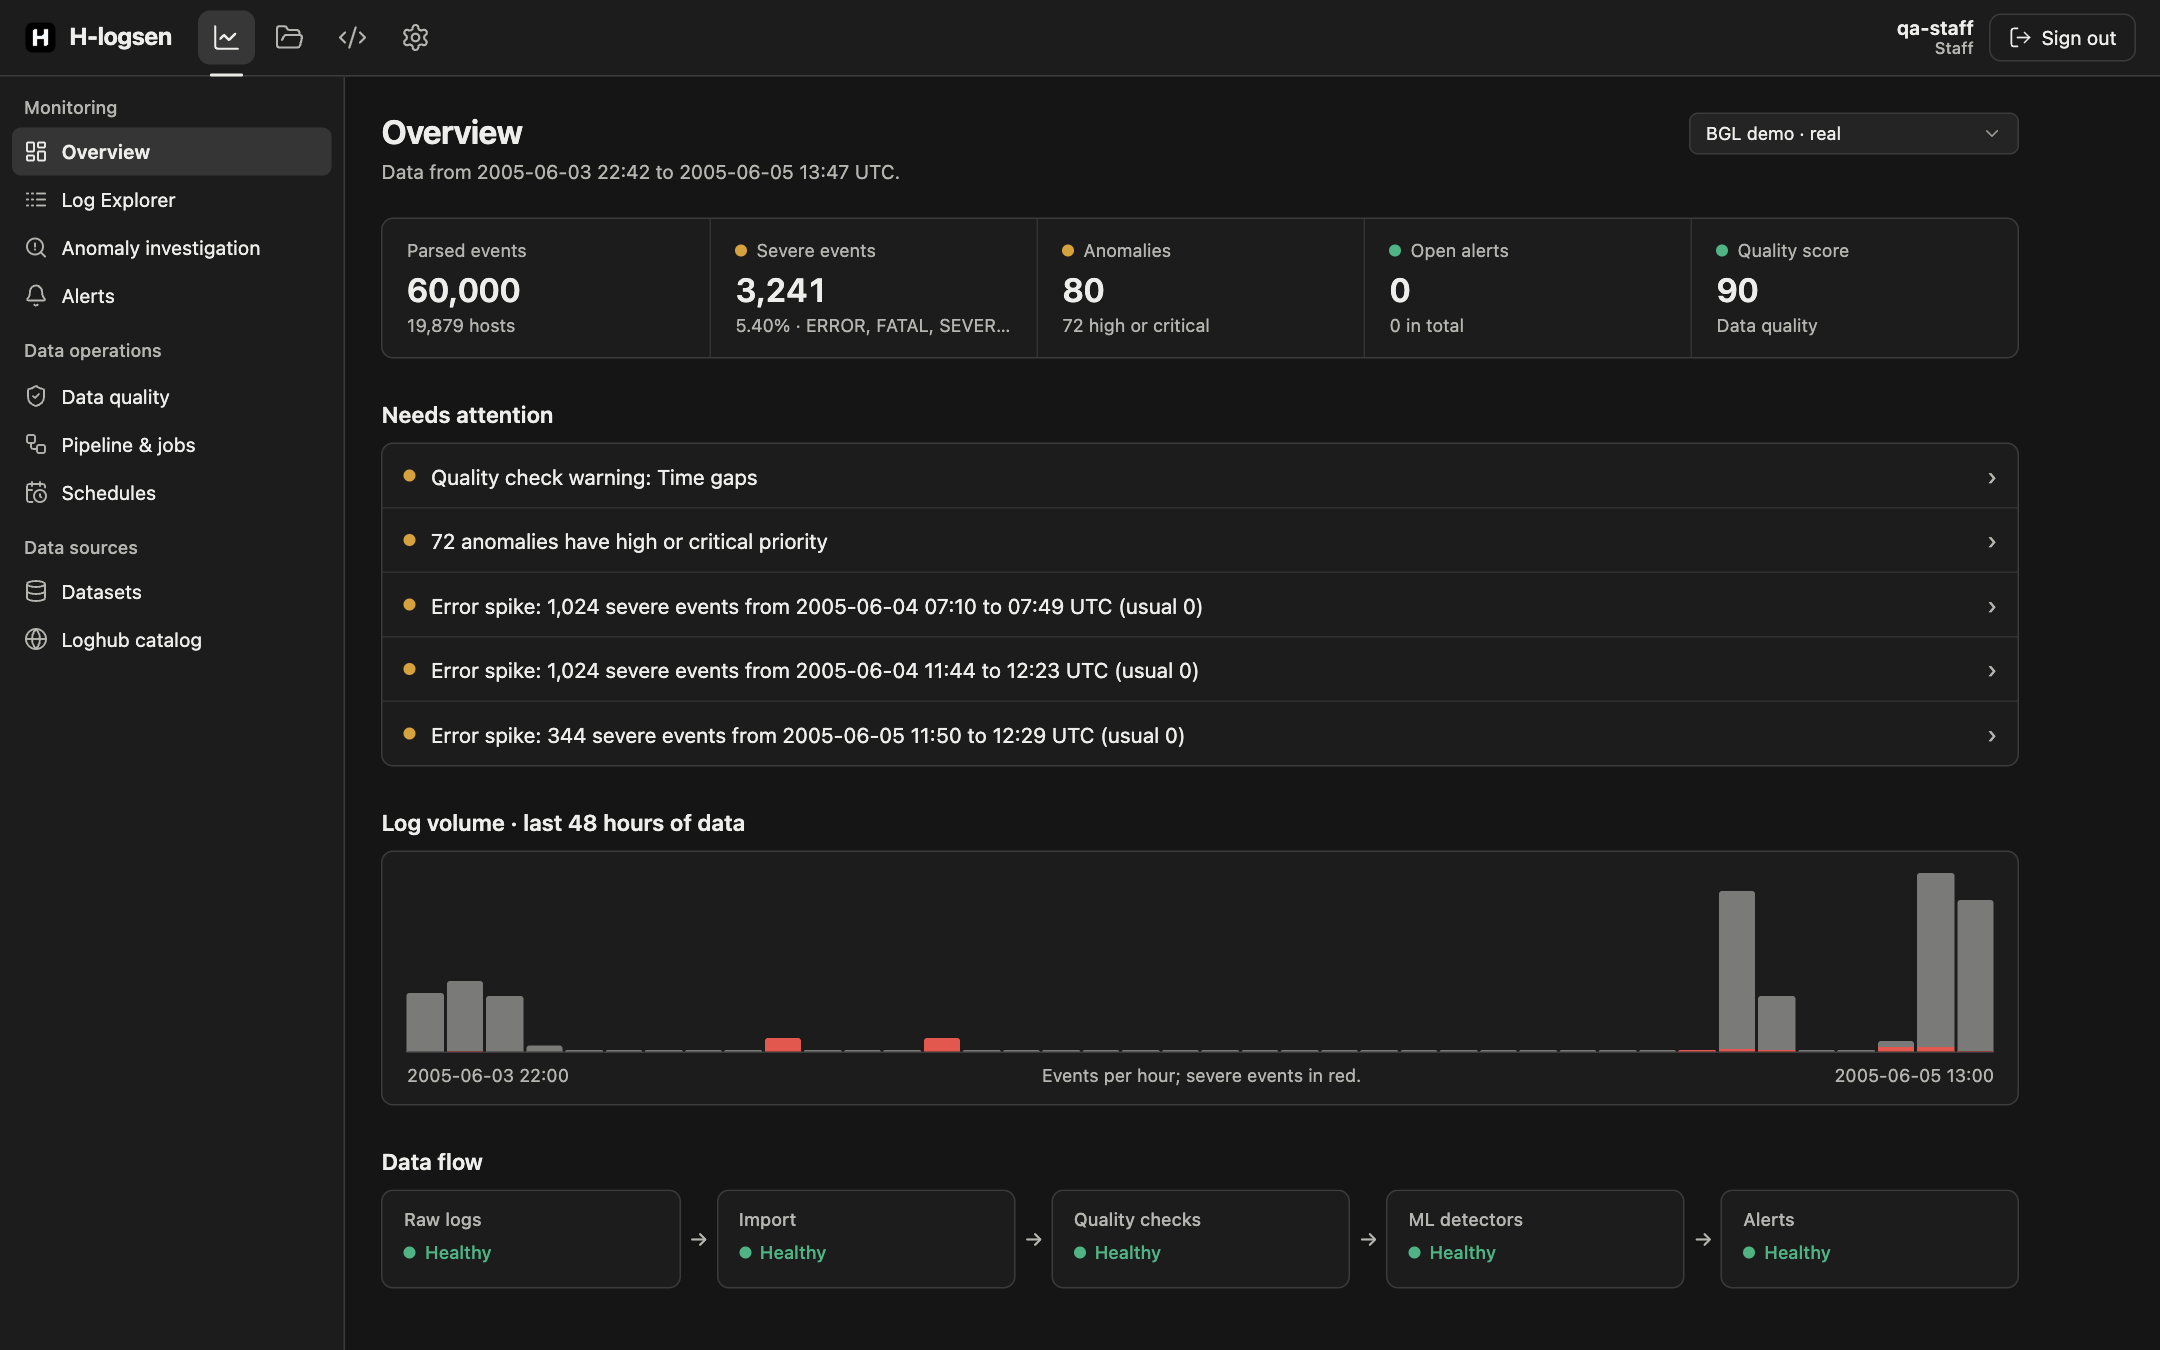 H H-logsen
qa-staff
Staff
Sign out
Monitoring
Overview
Log Explorer
Anomaly investigation
Alerts
Data operations
Data quality
Pipeline & jobs
Schedules
Data sources
Datasets
Loghub catalog
Overview
BGL demo · real
Data from 2005-06-03 22:42 to 2005-06-05 13:47 UTC.
Parsed events
60,000
19,879 hosts
Severe events
3,241
5.40% · ERROR, FATAL, SEVER...
Anomalies
80
72 high or critical
Open alerts
0
0 in total
Quality score
90
Data quality
Needs attention
Quality check warning: Time gaps
72 anomalies have high or critical priority
Error spike: 1,024 severe events from 2005-06-04 07:10 to 07:49 UTC (usual 0)
Error spike: 1,024 severe events from 2005-06-04 11:44 to 12:23 UTC (usual 0)
Error spike: 344 severe events from 2005-06-05 11:50 to 12:29 UTC (usual 0)
Log volume · last 48 hours of data
2005-06-03 22:00
Events per hour; severe events in red.
2005-06-05 13:00
Data flow
Raw logs
Healthy
Import
Healthy
Quality checks
Healthy
ML detectors
Healthy
Alerts
Healthy